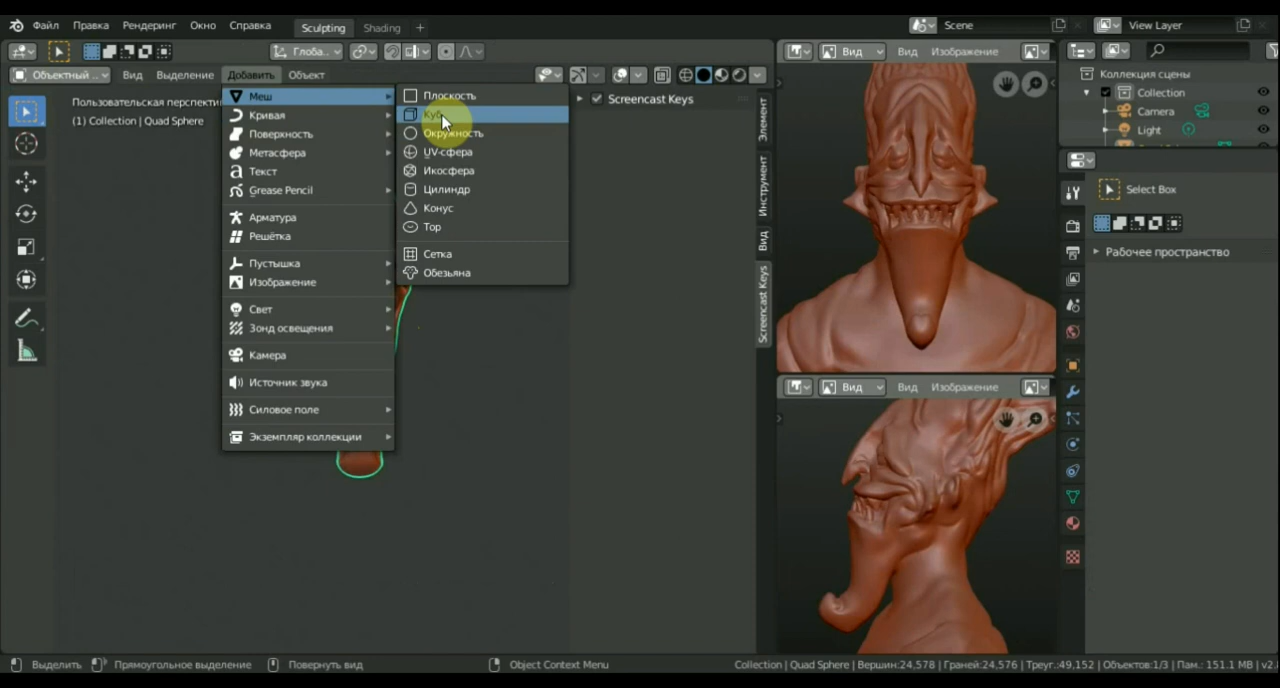 Файл Правка Рендеринг Окно Справка Sculpting Shading + Scene View Layer
Глоба..
Объектный .. Вид Выделение Добавить Объект
Вид Вид Изображение
Пользовательская перспекти
(1) Collection | Quad Sphere
Меш
Кривая
Поверхность
Метасфера
Текст
Grease Pencil
Арматура
Решётка
Пустышка
Изображение
Свет
Зонд освещения
Камера
Источник звука
Силовое поле
Экземпляр коллекции
Плоскость
Куб
Окружность
UV-сфера
Икосфера
Цилиндр
Конус
Тор
Сетка
Обезьяна
Screencast Keys
Элемент
Инструмент
Вид
Screencast Keys
Вид Вид Изображение
Коллекция сцены
Collection
Camera
Light
Select Box
Рабочее пространство
Выделить Прямоугольное выделение Повернуть вид Object Context Menu Collection | Quad Sphere | Вершин:24,578 | Граней:24,576 | Треуг.:49,152 | Объектов:1/3 | Пам.: 151.1 MB | v2.